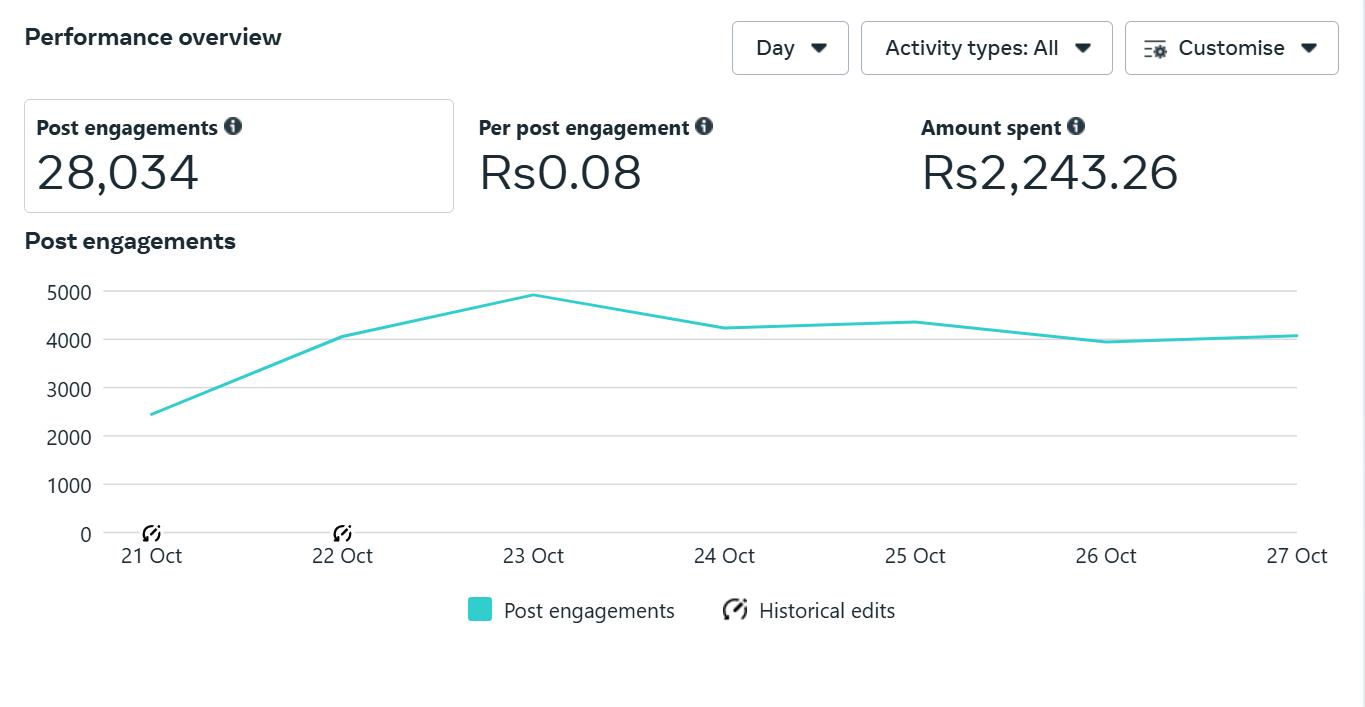 Performance overview
Day
Activity types: All
Customise
Post engagements
28,034
Per post engagement
Rs0.08
Amount spent
Rs2,243.26
Post engagements
5000
4000
3000
2000
1000
0
21 Oct 22 Oct 23 Oct 24 Oct 25 Oct 26 Oct 27 Oct
Post engagements Historical edits